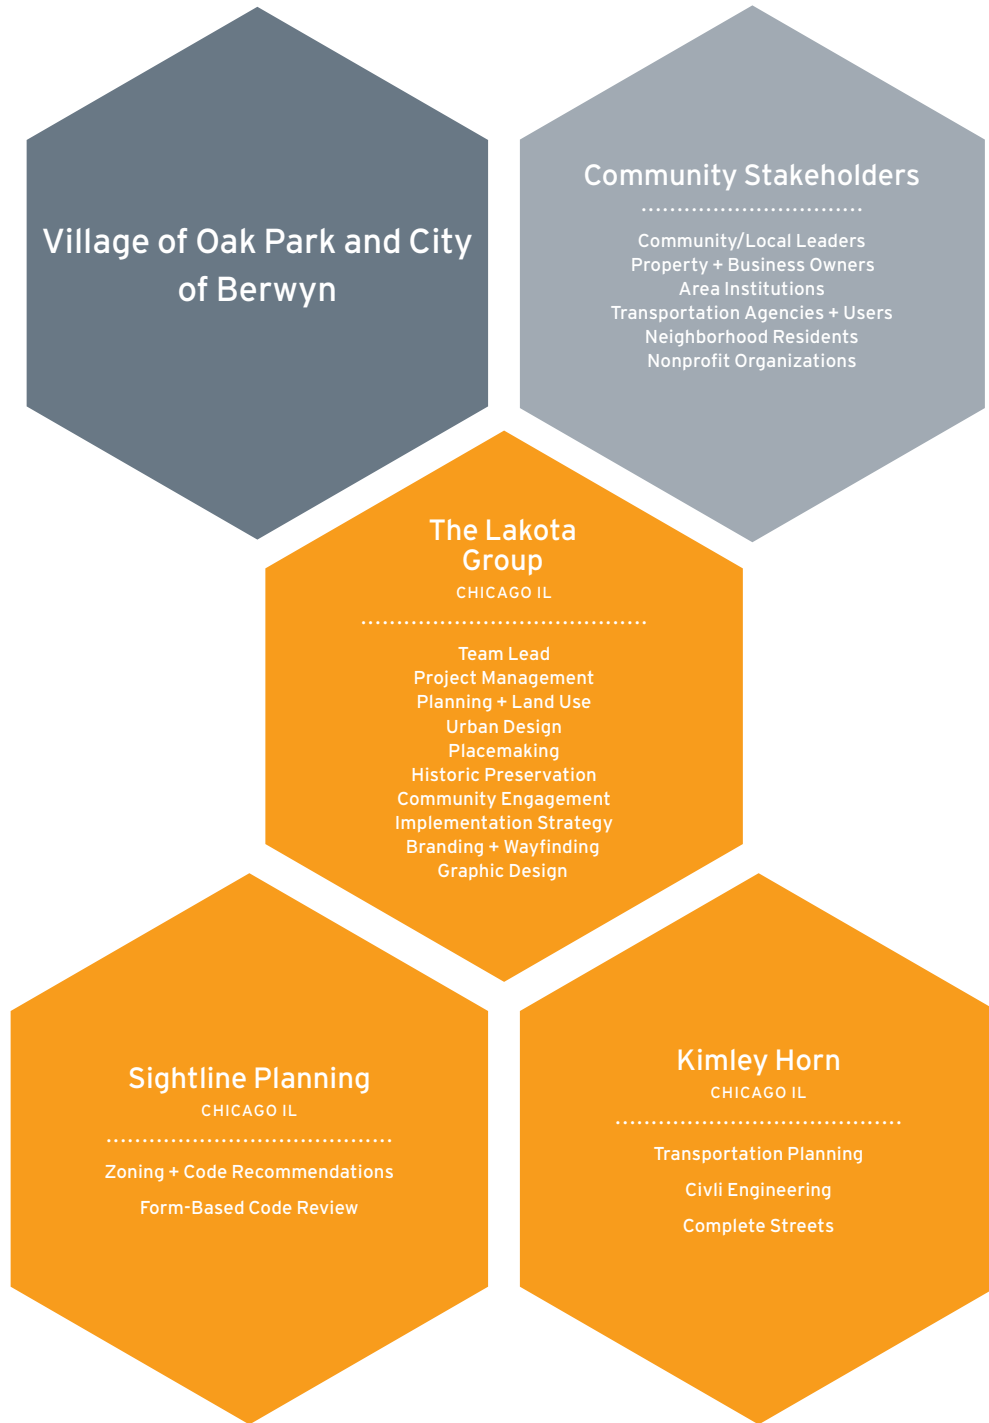 Village of Oak Park and City
of Berwyn
Community Stakeholders
Community/Local Leaders
Property + Business Owners
Area Institutions
Transportation Agencies + Users
Neighborhood Residents
Nonprofit Organizations
The Lakota
Group
CHICAGO IL
Team Lead
Project Management
Planning + Land Use
Urban Design
Placemaking
Historic Preservation
Community Engagement
Implementation Strategy
Branding + Wayfinding
Graphic Design
Sightline Planning
CHICAGO IL
Zoning + Code Recommendations
Form-Based Code Review
Kimley Horn
CHICAGO IL
Transportation Planning
Civli Engineering
Complete Streets